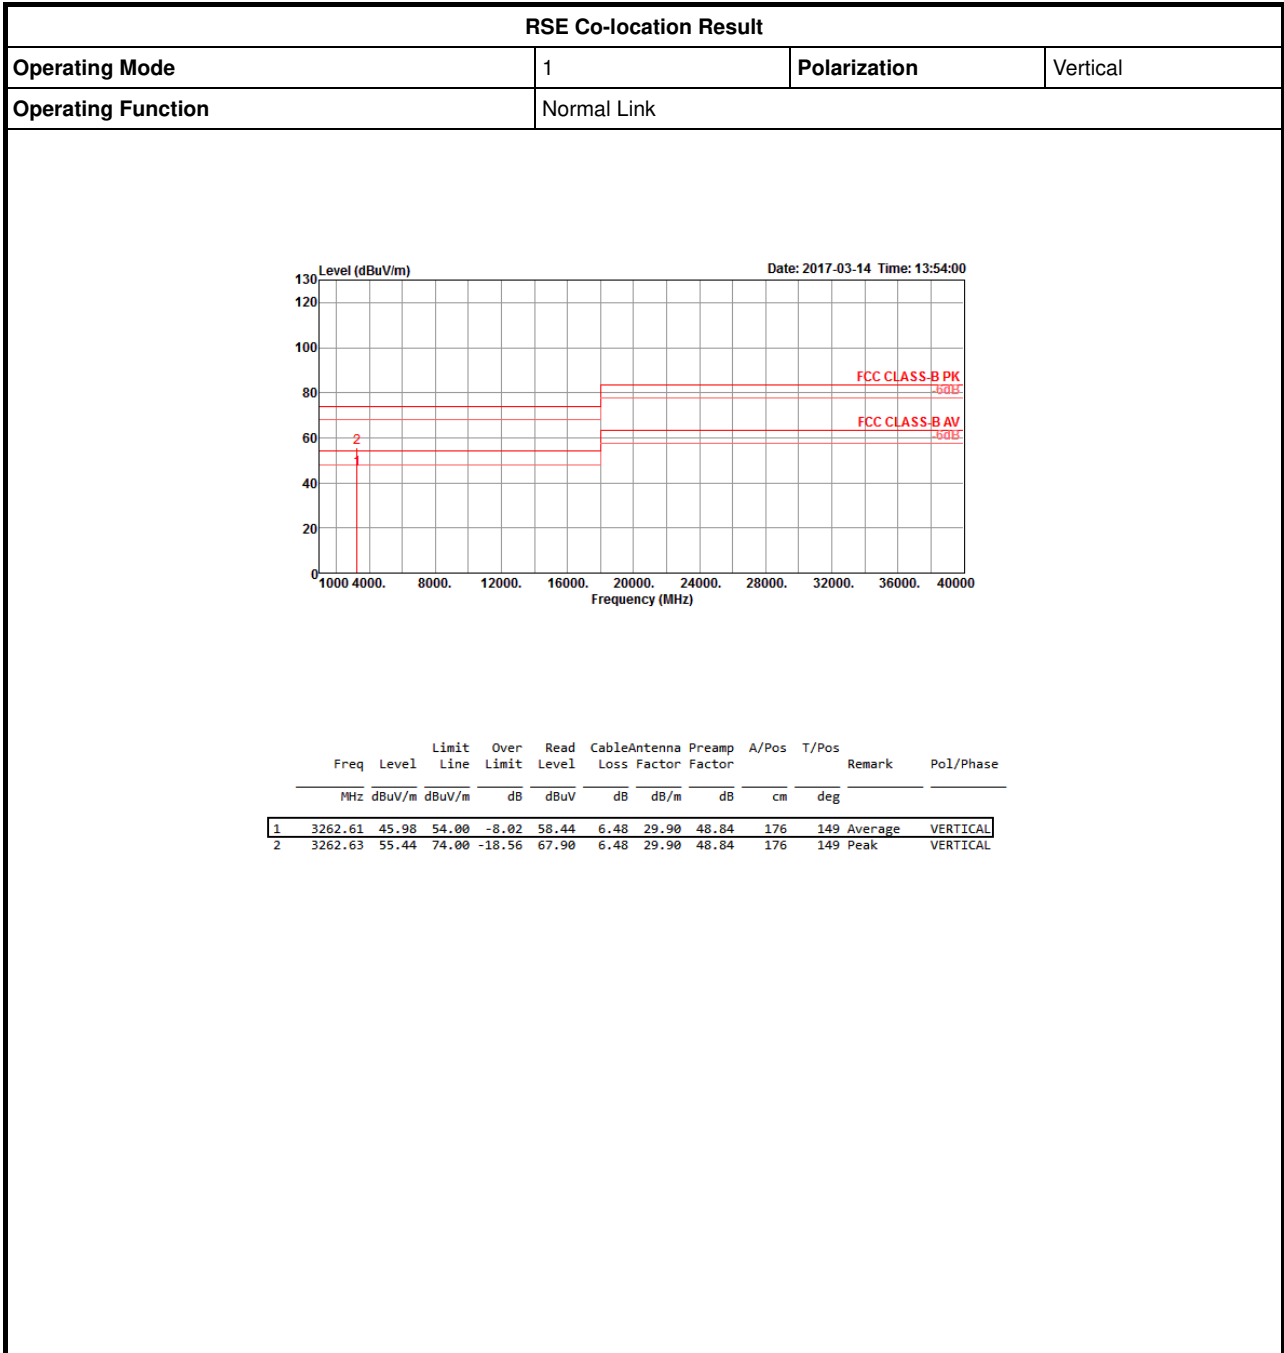 RSE Co-location Result
Operating Mode 1 Polarization Vertical
Operating Function Normal Link
Level (dBuV/m) Date: 2017-03-14 Time: 13:54:00
130
120
100
80
60
40
20
0
FCC CLASS-B PK
-6dB
FCC CLASS-B AV
-6dB
2
1
1000 4000. 8000. 12000. 16000. 20000. 24000. 28000. 32000. 36000. 40000
Frequency (MHz)
Limit Over Read CableAntenna Preamp A/Pos T/Pos
Freq Level Line Limit Level Loss Factor Factor Remark Pol/Phase
MHz dBuV/m dBuV/m dB dBuV dB dB/m dB cm deg
1 3262.61 45.98 54.00 -8.02 58.44 6.48 29.90 48.84 176 149 Average VERTICAL
2 3262.63 55.44 74.00 -18.56 67.90 6.48 29.90 48.84 176 149 Peak VERTICAL